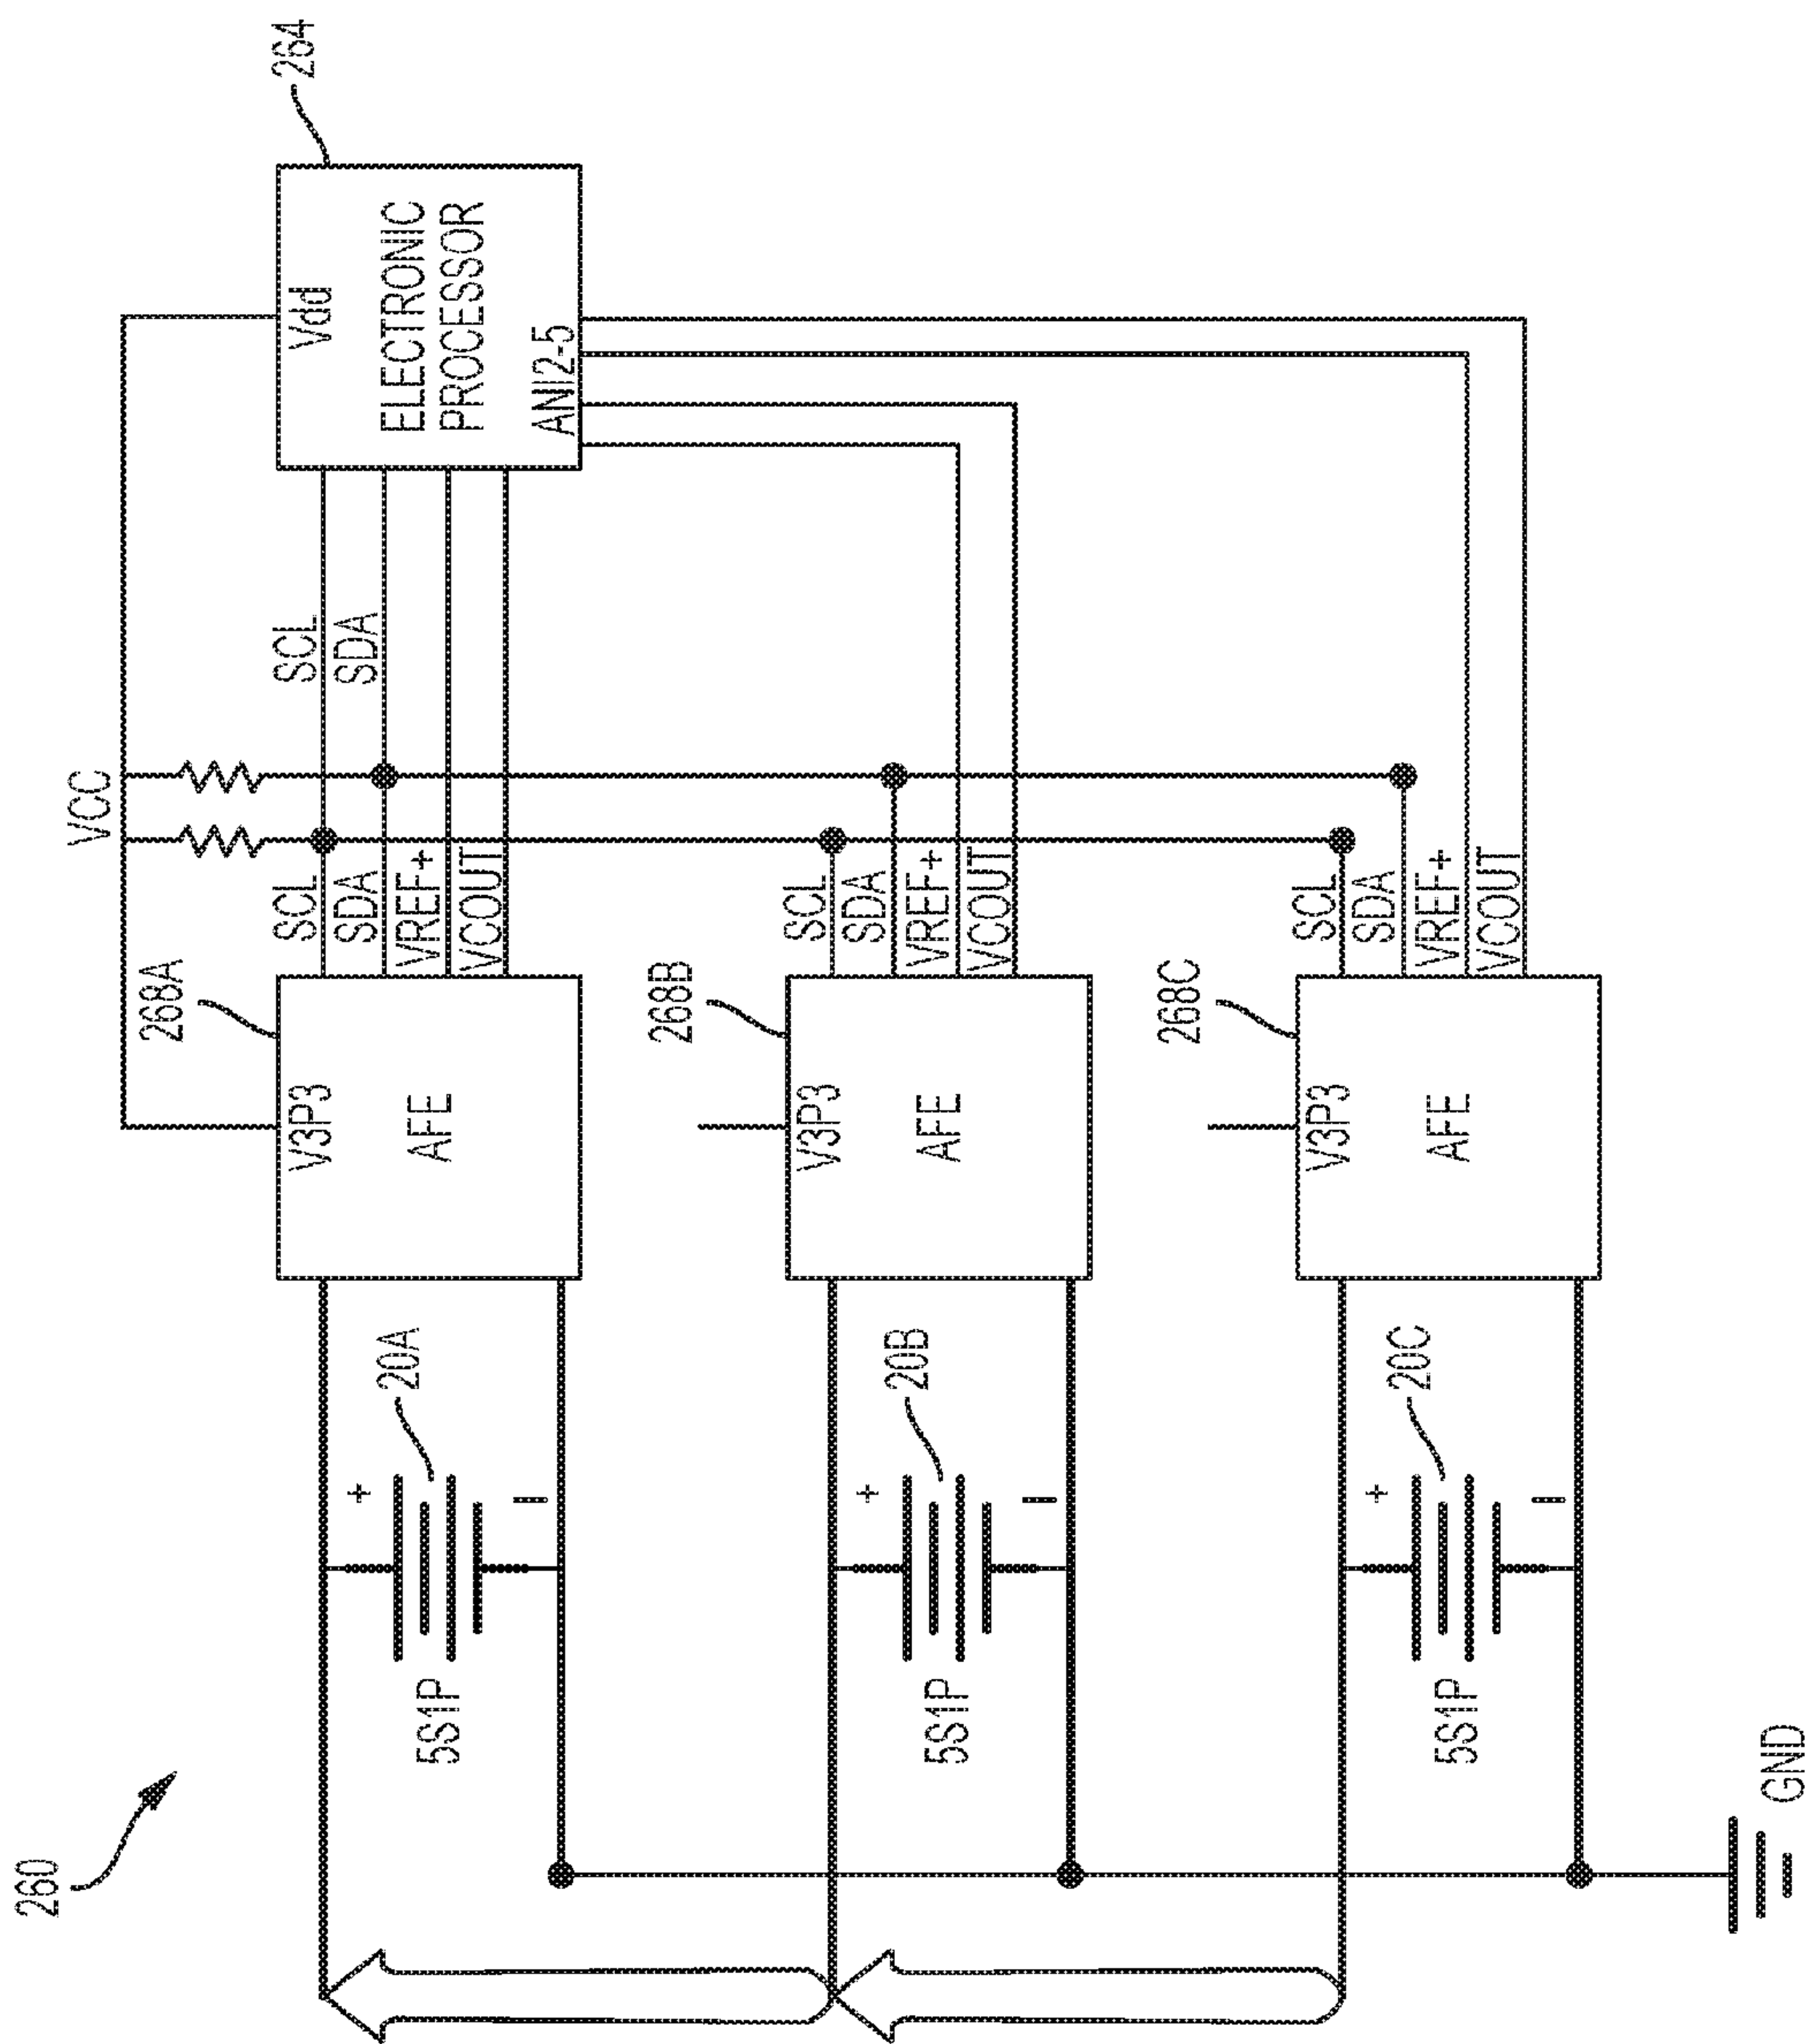 260
264
VCC
Vdd
ELECTRONIC
PROCESSOR
ANI2-5
SCL
SDA
268A
V3P3
AFE
SCL
SDA
VREF+
VCOUT
20A
+
-
5S1P
268B
V3P3
AFE
SCL
SDA
VREF+
VCOUT
20B
+
-
5S1P
268C
V3P3
AFE
SCL
SDA
VREF+
VCOUT
20C
+
-
5S1P
GND